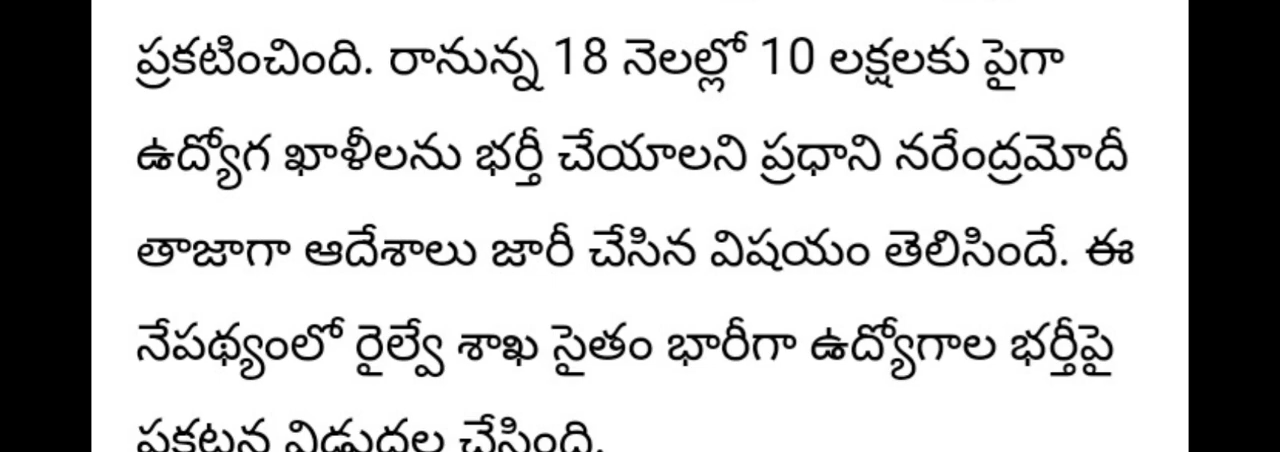 ప్రకటించింది. రానున్న 18 నెలల్లో 10 లక్షలకు పైగా
ఉద్యోగ ఖాళీలను భర్తీ చేయాలని ప్రధాని నరేంద్రమోదీ
తాజాగా ఆదేశాలు జారీ చేసిన విషయం తెలిసిందే. ఈ
నేపథ్యంలో రైల్వే శాఖ సైతం భారీగా ఉద్యోగాల భర్తీపై
ప్రకటన విడుదల చేసింది.